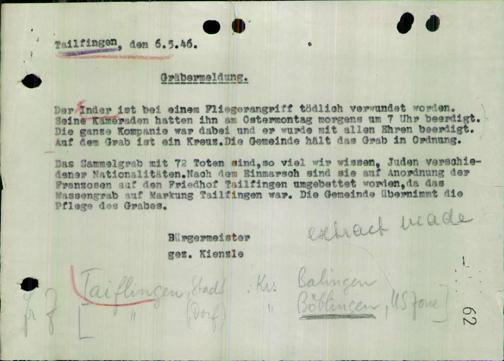 Tailfingen, den 6.5.46.
Gräbermeldung.
Der Inder ist bei einem Fliegerangriff tödlich verwundet worden.
Seine Kameraden hatten ihn am Ostermontag morgens um 7 Uhr beerdigt.
Die ganze Kompanie war dabei und er wurde mit allen Ehren beerdigt.
Auf dem Grab ist ein Kreuz.Die Gemeinde hält das Grab in Ordnung.
Das Sammelgrab mit 72 Toten sind,so viel wir wissen, Juden verschie-
dener Nationalitäten.Nach dem Einmarsch sind sie auf Anordnung der
Franzosen auf den Friedhof Tailfingen umgebettet worden,da das
Massengrab auf Markung Tailfingen war. Die Gemeinde übernimmt die
Pflege des Grabes.
Bürgermeister
gez. Kienzle
extract made
Taiflingen, Stadt : Krs Balingen
[ " (Dorf) " Böblingen, US Zone]
62